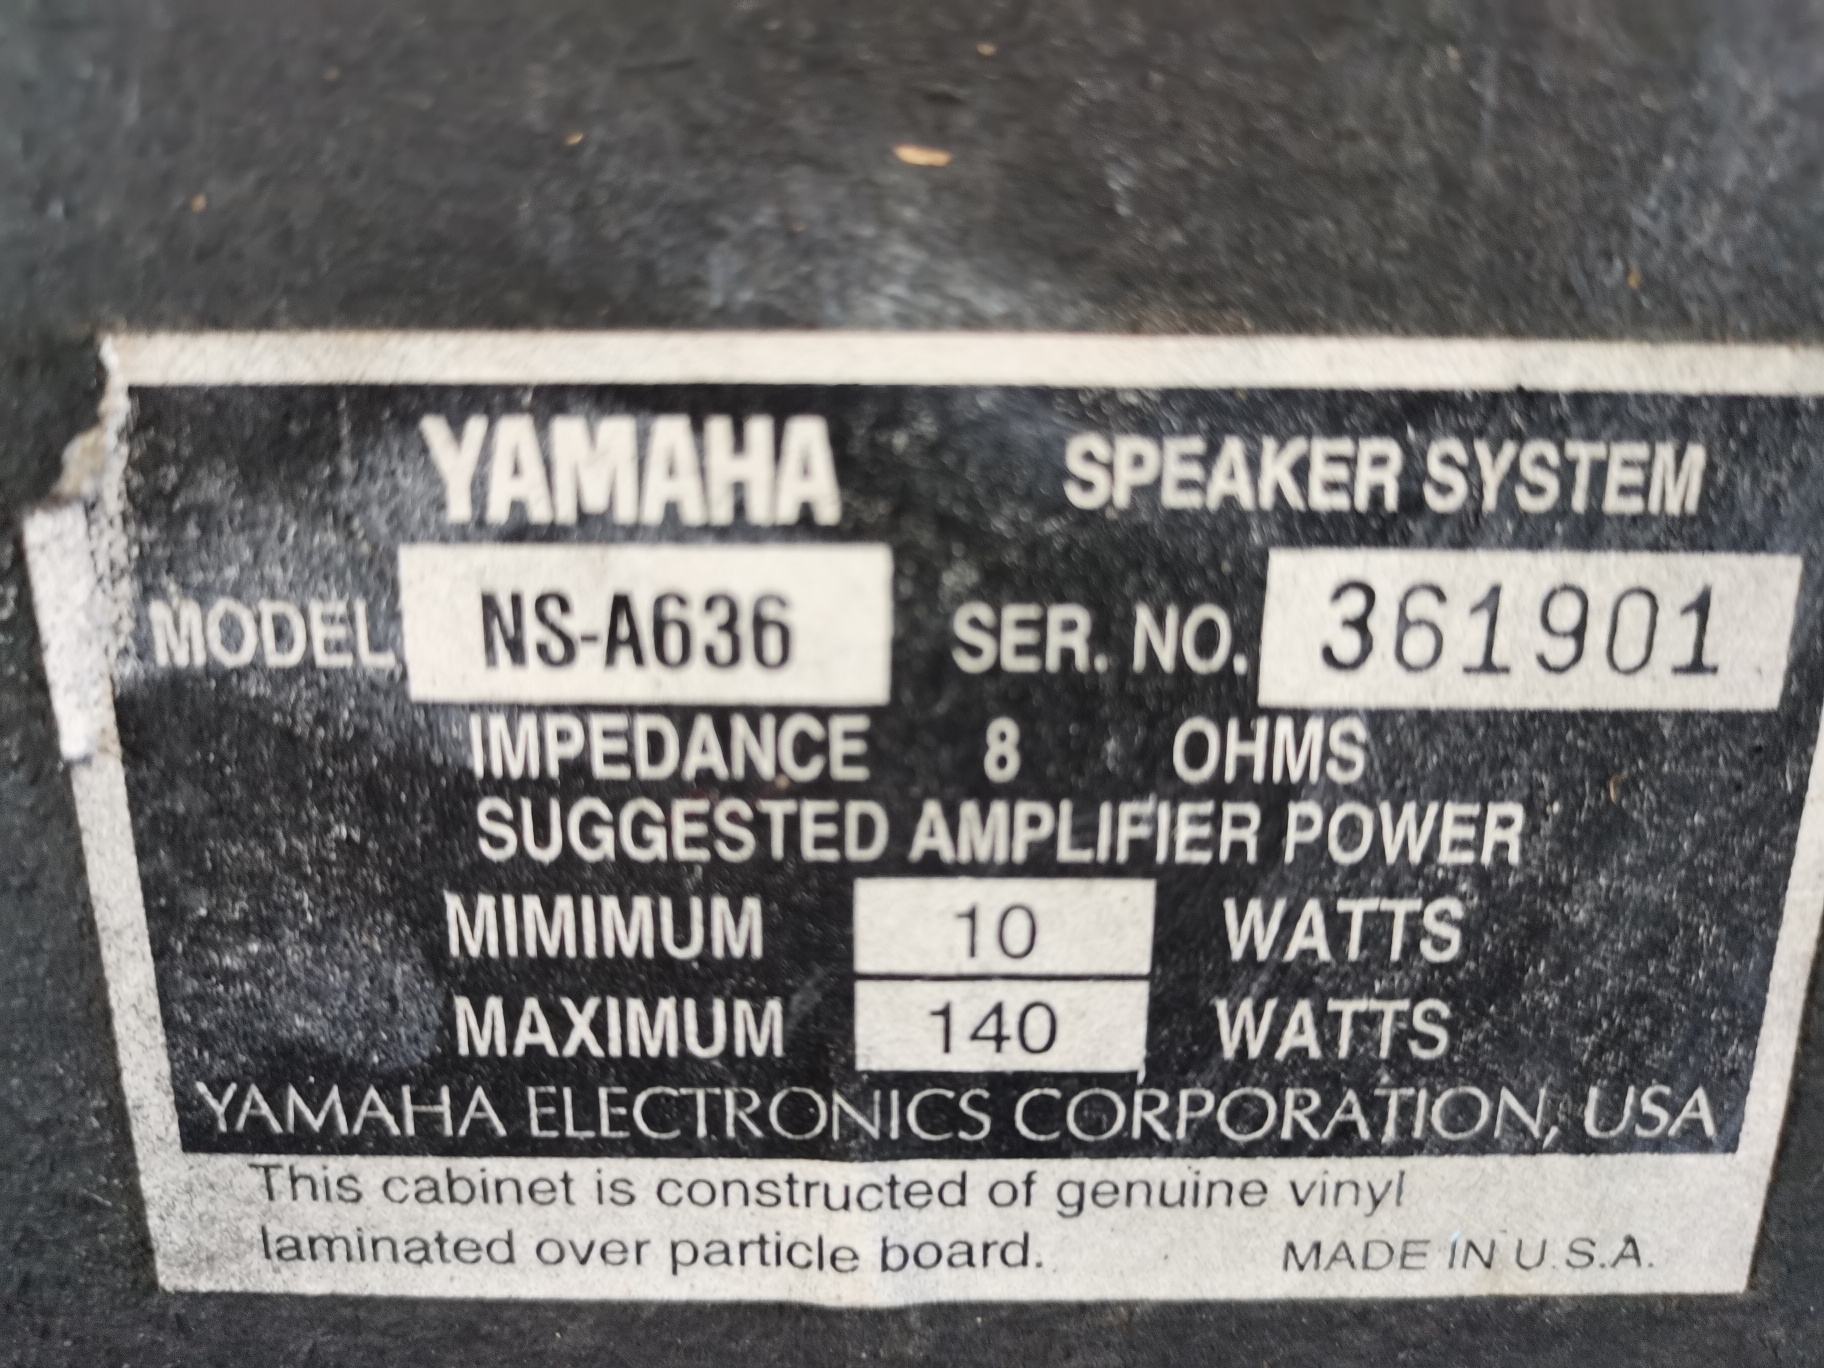 YAMAHA SPEAKER SYSTEM
MODEL NS-A636 SER. NO. 361901
IMPEDANCE 8 OHMS
SUGGESTED AMPLIFIER POWER
MIMIMUM 10 WATTS
MAXIMUM 140 WATTS
YAMAHA ELECTRONICS CORPORATION, USA
This cabinet is constructed of genuine vinyl
laminated over particle board. MADE IN U.S.A.